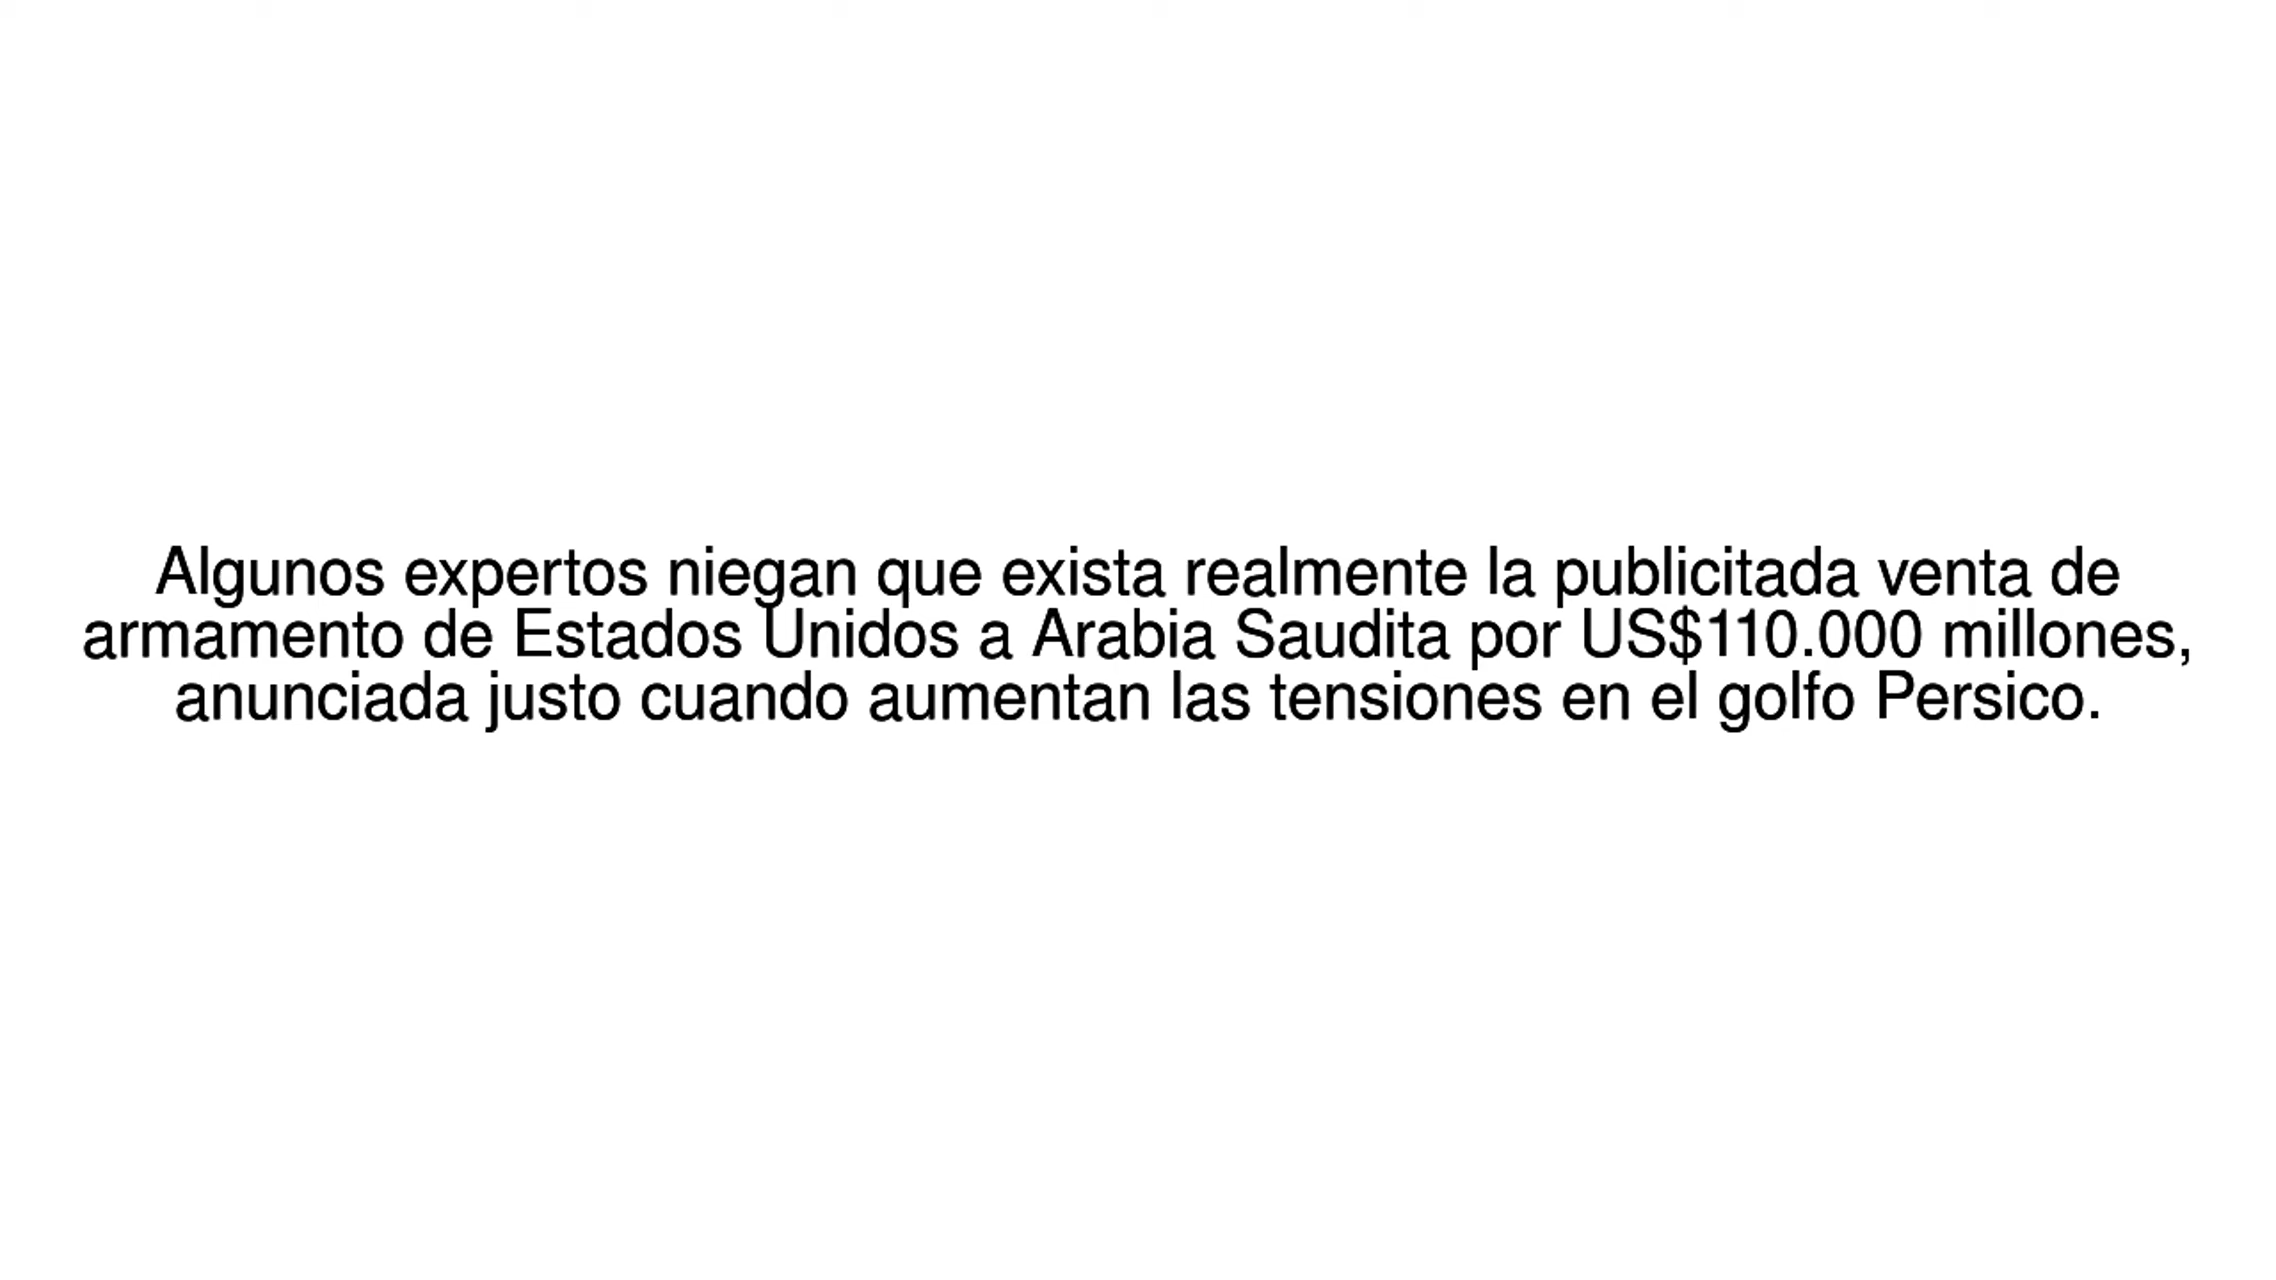 Algunos expertos niegan que exista realmente la publicitada venta de
armamento de Estados Unidos a Arabia Saudita por US$110.000 millones,
anunciada justo cuando aumentan las tensiones en el golfo Persico.